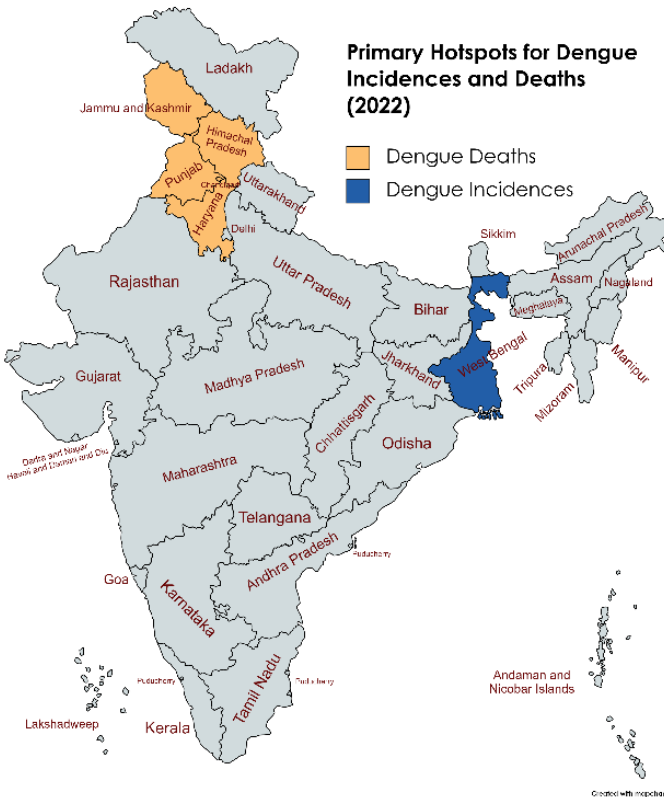 Primary Hotspots for Dengue
Incidences and Deaths
(2022)
Dengue Deaths
Dengue Incidences
Ladakh
Jammu and Kashmir
Himachal
Pradesh
Punjab
Chandigarh
Uttarakhand
Haryana
Delhi
Sikkim
Arunachal Pradesh
Rajasthan
Uttar Pradesh
Assam
Nagaland
Bihar
Meghalaya
Gujarat
Madhya Pradesh
Jharkhand
West Bengal
Manipur
Tripura
Mizoram
Chhattisgarh
Odisha
Dadra and Nagar
Haveli and Daman and Diu
Maharashtra
Telangana
Andhra Pradesh
Puducherry
Goa
Karnataka
Puducherry
Puducherry
Tamil Nadu
Andaman and
Nicobar Islands
Lakshadweep
Kerala
Created with mapchar